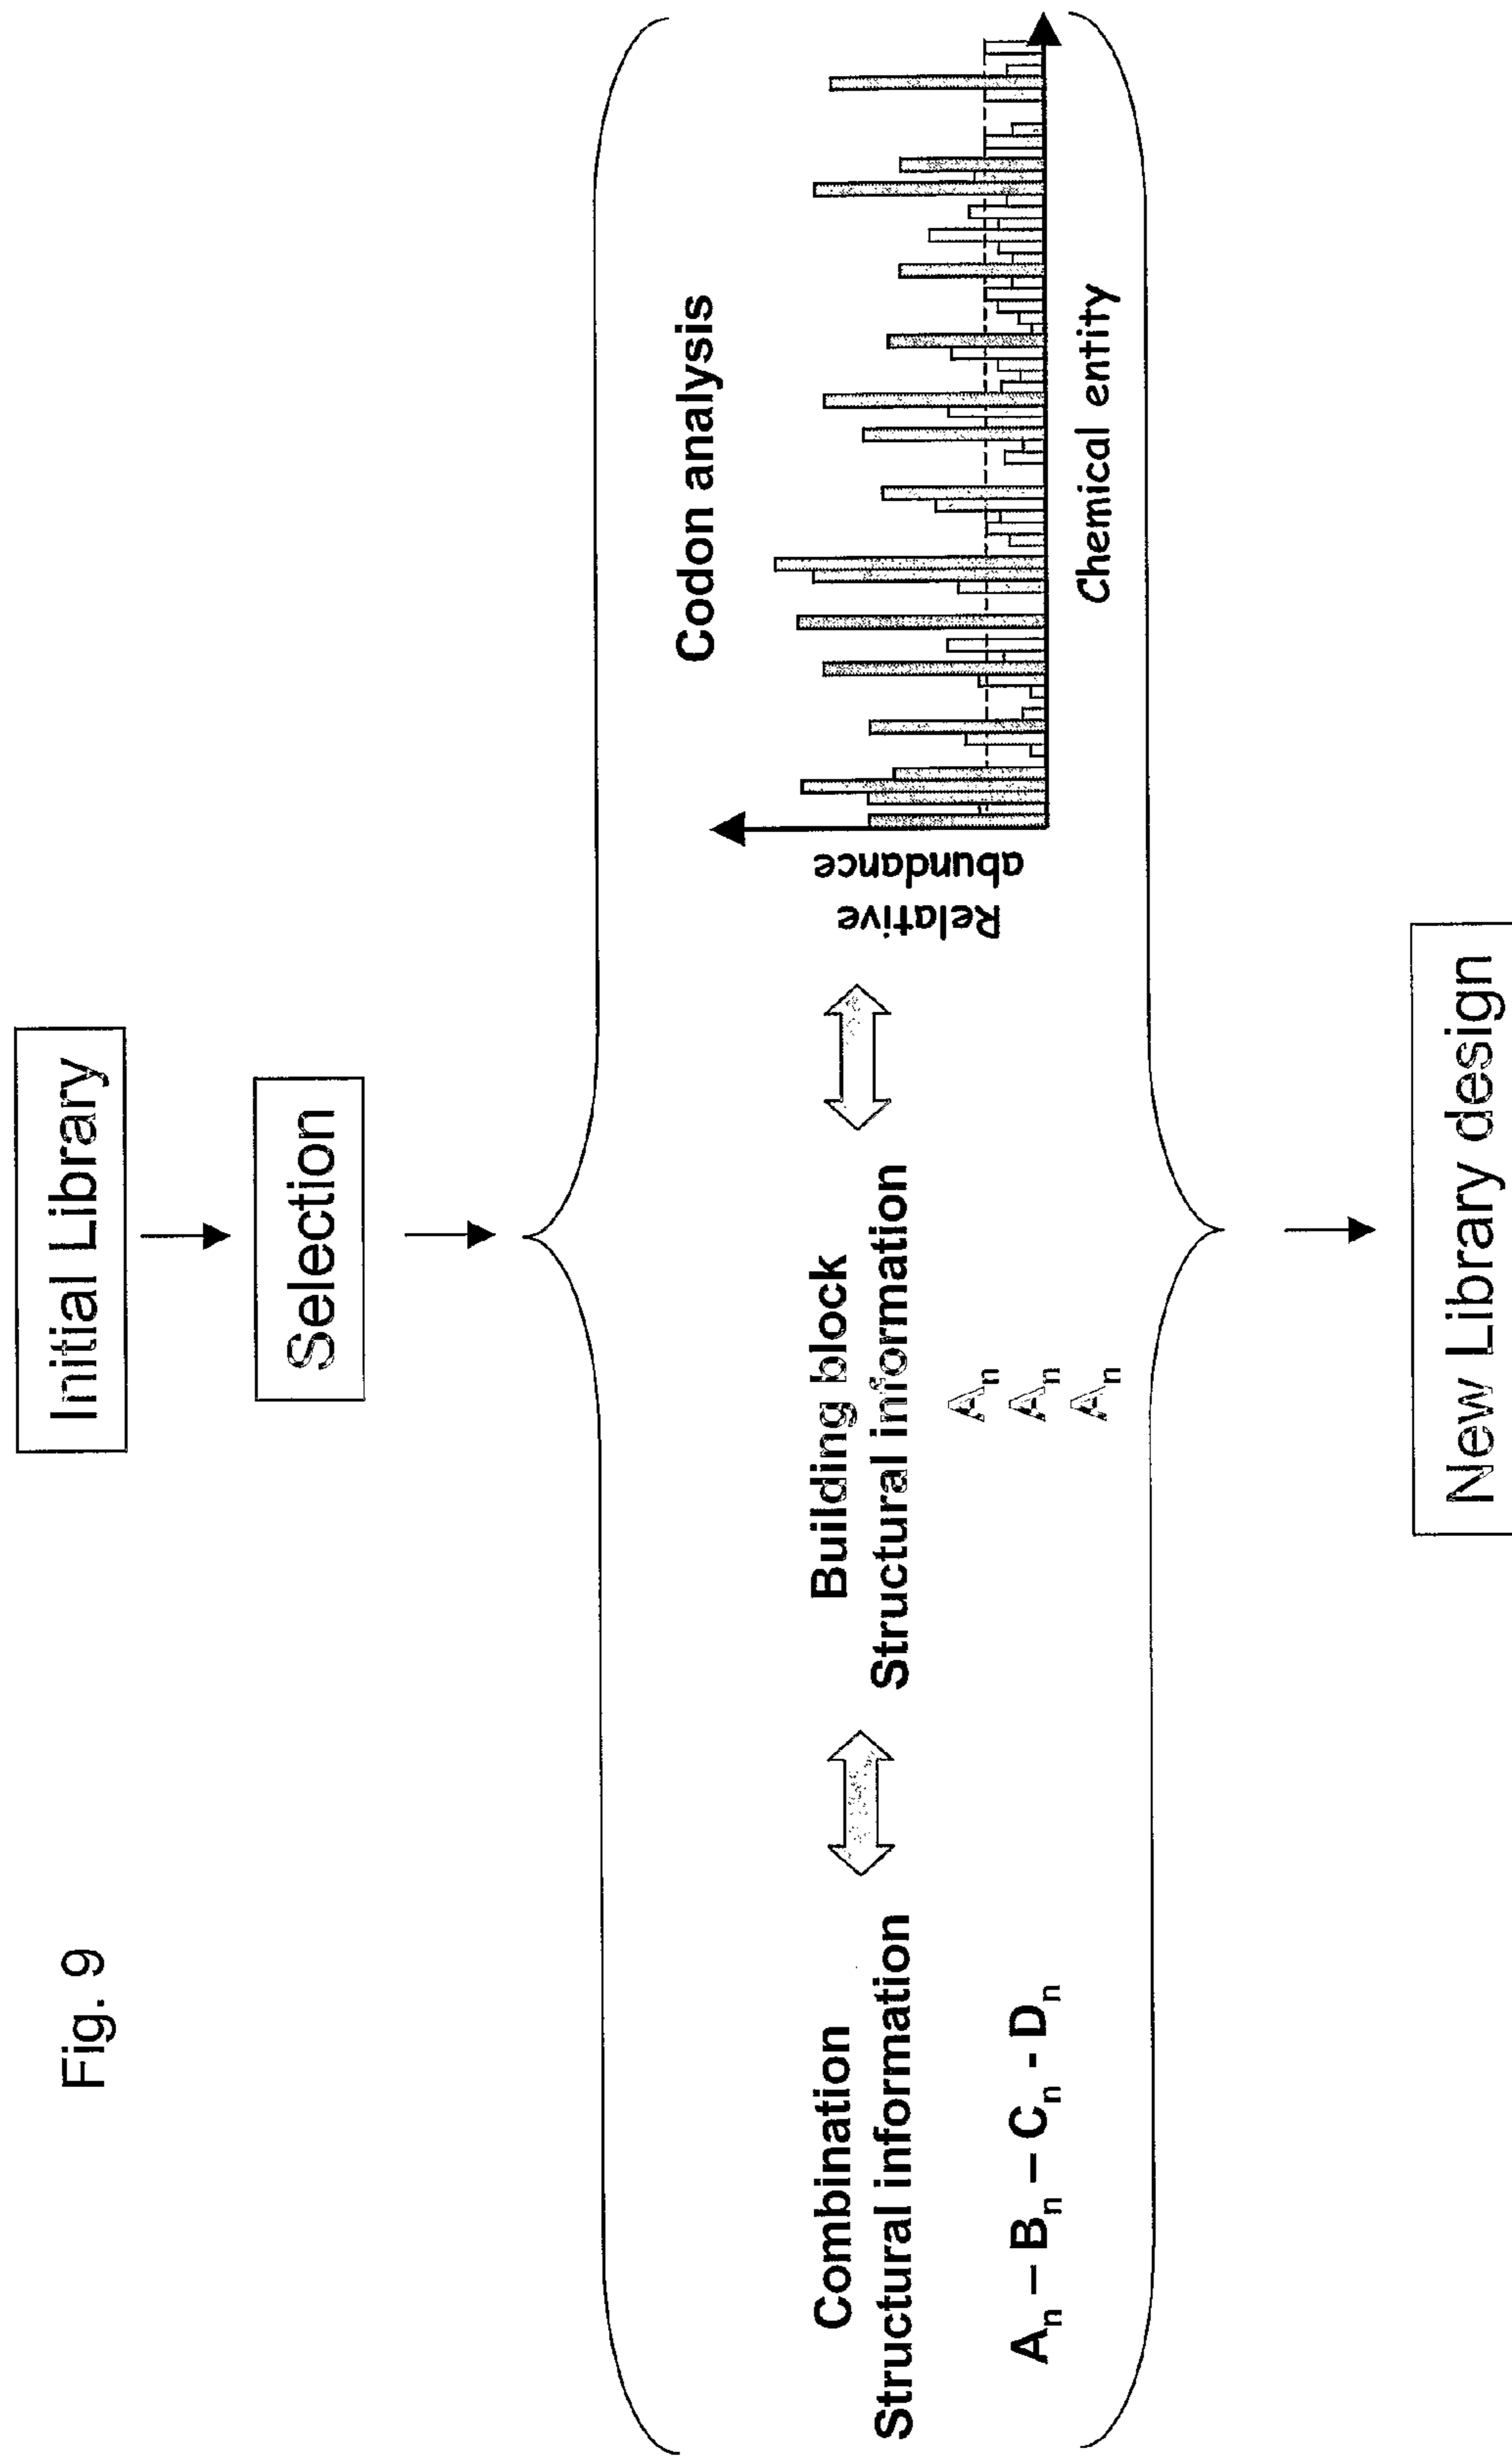 Fig. 9
Initial Library
Selection
Combination
Structural information
Aₙ – Bₙ – Cₙ - Dₙ
Building block
Structural information
Aₙ
Aₙ
Aₙ
Codon analysis
Relative
abundance
Chemical entity
New Library design